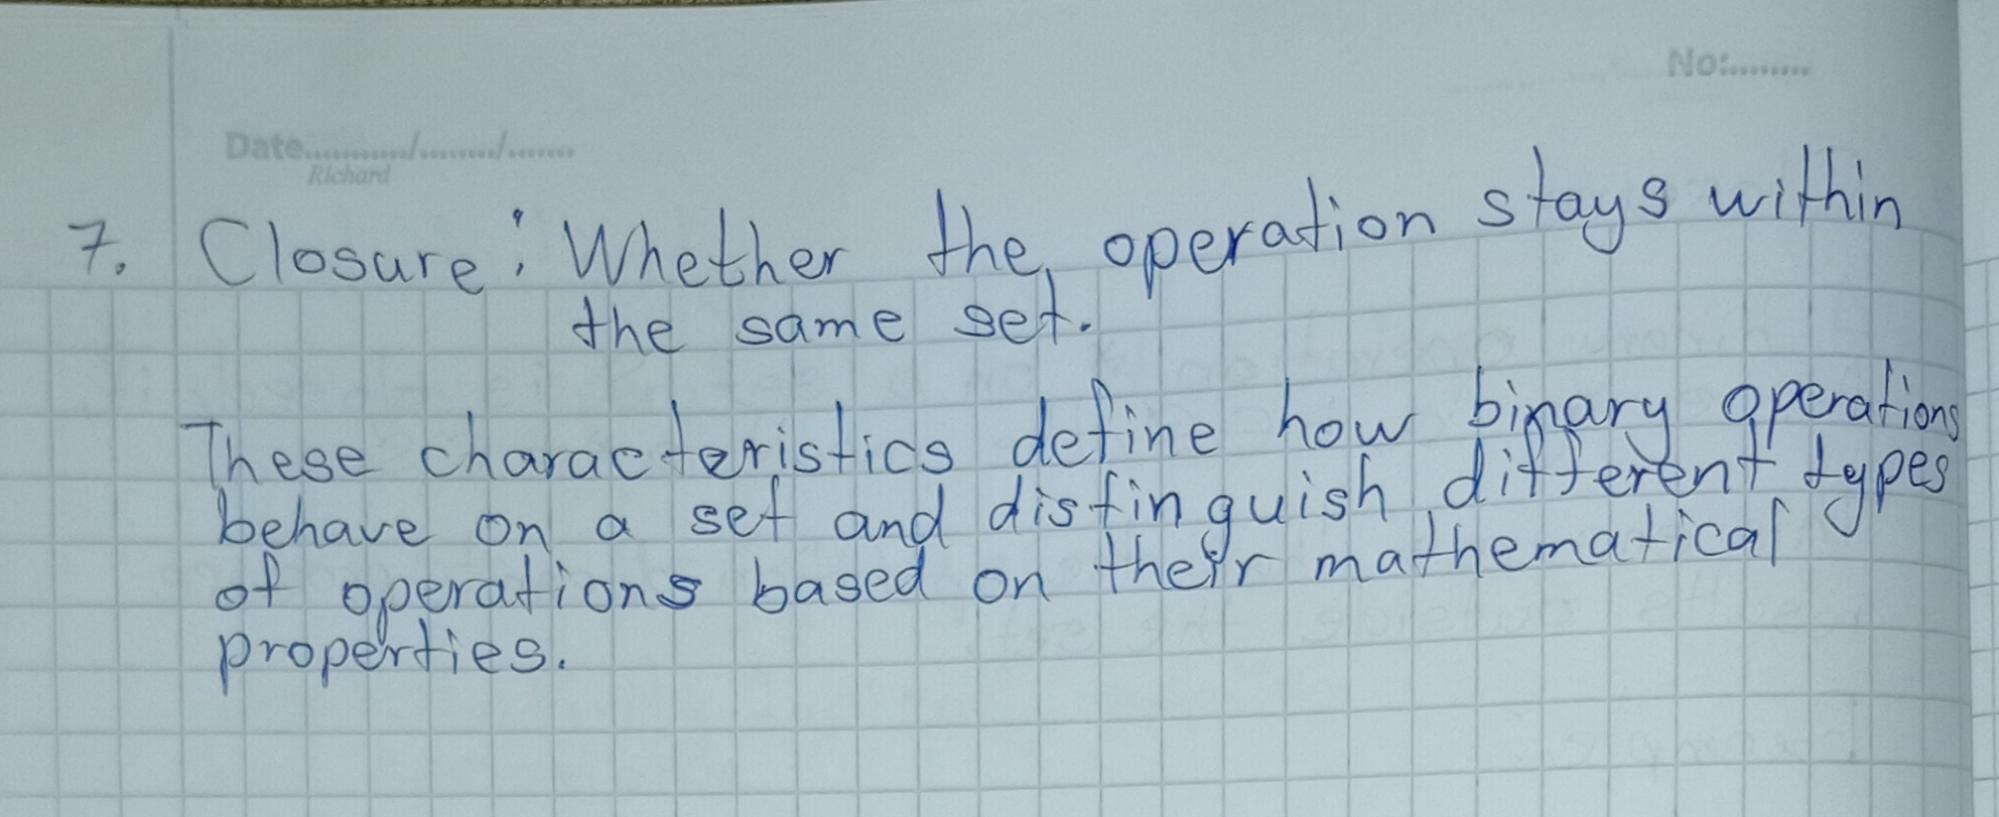 No:.........
Date.........../......../.......
Richard
7. Closure: Whether the operation stays within
the same set.
These characteristics define how binary operations
behave on a set and distinguish different types
of operations based on their mathematical
properties.